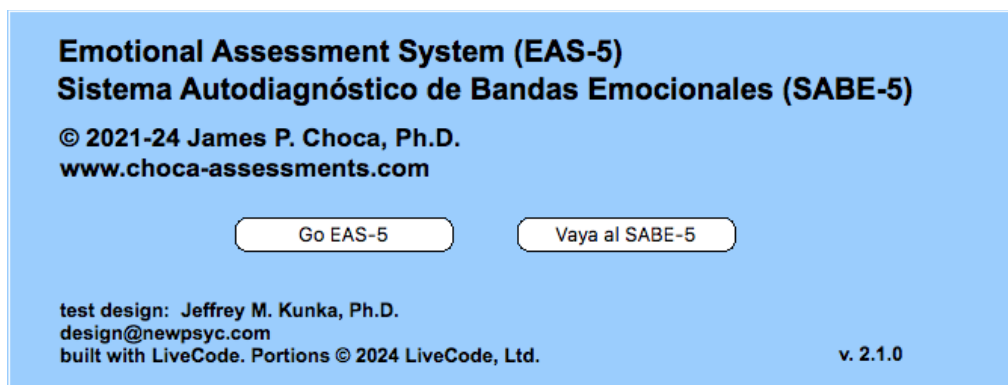 Emotional Assessment System (EAS-5)
Sistema Autodiagnóstico de Bandas Emocionales (SABE-5)
© 2021-24 James P. Choca, Ph.D.
www.choca-assessments.com
Go EAS-5
Vaya al SABE-5
test design:  Jeffrey M. Kunka, Ph.D.
design@newpsyc.com
built with LiveCode. Portions © 2024 LiveCode, Ltd.
v. 2.1.0